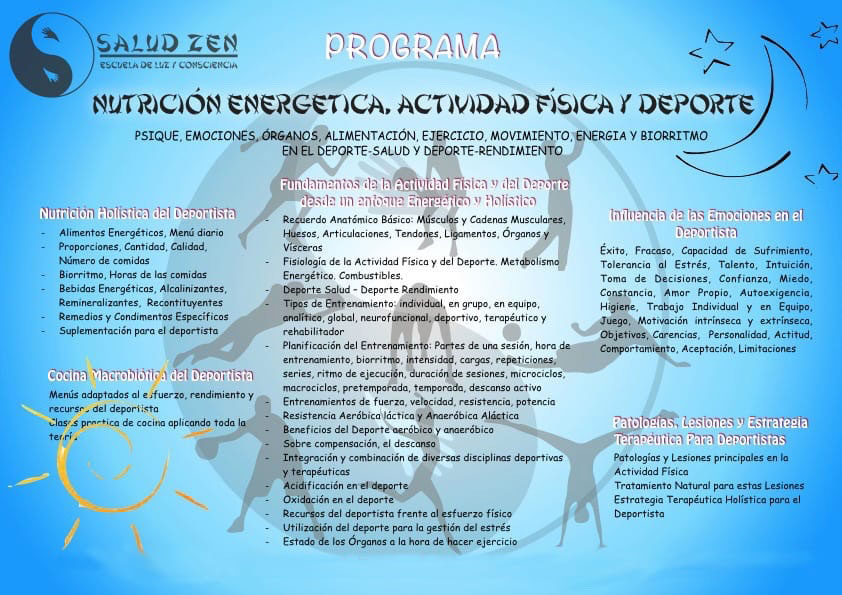 SALUD ZEN
ESCUELA DE LUZ Y CONSCIENCIA
PROGRAMA
NUTRICIÓN ENERGETICA, ACTIVIDAD FÍSICA Y DEPORTE
PSIQUE, EMOCIONES, ÓRGANOS, ALIMENTACIÓN, EJERCICIO, MOVIMIENTO, ENERGIA Y BIORRITMO
EN EL DEPORTE-SALUD Y DEPORTE-RENDIMIENTO
Nutrición Holística del Deportista
- Alimentos Energéticos, Menú diario
- Proporciones, Cantidad, Calidad,
Número de comidas
- Biorritmo, Horas de las comidas
- Bebidas Energéticas, Alcalinizantes,
Remineralizantes, Recontituyentes
- Remedios y Condimentos Específicos
- Suplementación para el deportista
Cocina Macrobiótica del Deportista
Menús adaptados al esfuerzo, rendimiento y
recursos del deportista
Clases practica de cocina aplicando toda la
teoría
Fundamentos de la Actividad Física y del Deporte
desde un enfoque Energético y Holístico
- Recuerdo Anatómico Básico: Músculos y Cadenas Musculares,
Huesos, Articulaciones, Tendones, Ligamentos, Órganos y
Vísceras
- Fisiología de la Actividad Física y del Deporte. Metabolismo
Energético. Combustibles.
- Deporte Salud – Deporte Rendimiento
- Tipos de Entrenamiento: individual, en grupo, en equipo,
analítico, global, neurofuncional, deportivo, terapéutico y
rehabilitador
- Planificación del Entrenamiento: Partes de una sesión, hora de
entrenamiento, biorritmo, intensidad, cargas, repeticiones,
series, ritmo de ejecución, duración de sesiones, microciclos,
macrociclos, pretemporada, temporada, descanso activo
- Entrenamientos de fuerza, velocidad, resistencia, potencia
- Resistencia Aeróbica láctica y Anaeróbica Aláctica
- Beneficios del Deporte aeróbico y anaeróbico
- Sobre compensación, el descanso
- Integración y combinación de diversas disciplinas deportivas
y terapéuticas
- Acidificación en el deporte
- Oxidación en el deporte
- Recursos del deportista frente al esfuerzo físico
- Utilización del deporte para la gestión del estrés
- Estado de los Órganos a la hora de hacer ejercicio
Influencia de las Emociones en el
Deportista
Éxito, Fracaso, Capacidad de Sufrimiento,
Tolerancia al Estrés, Talento, Intuición,
Toma de Decisiones, Confianza, Miedo,
Constancia, Amor Propio, Autoexigencia,
Higiene, Trabajo Individual y en Equipo,
Juego, Motivación intrínseca y extrínseca,
Objetivos, Carencias, Personalidad, Actitud,
Comportamiento, Aceptación, Limitaciones
Patologías, Lesiones y Estrategia
Terapéutica Para Deportistas
Patologías y Lesiones principales en la
Actividad Física
Tratamiento Natural para estas Lesiones
Estrategia Terapéutica Holística para el
Deportista